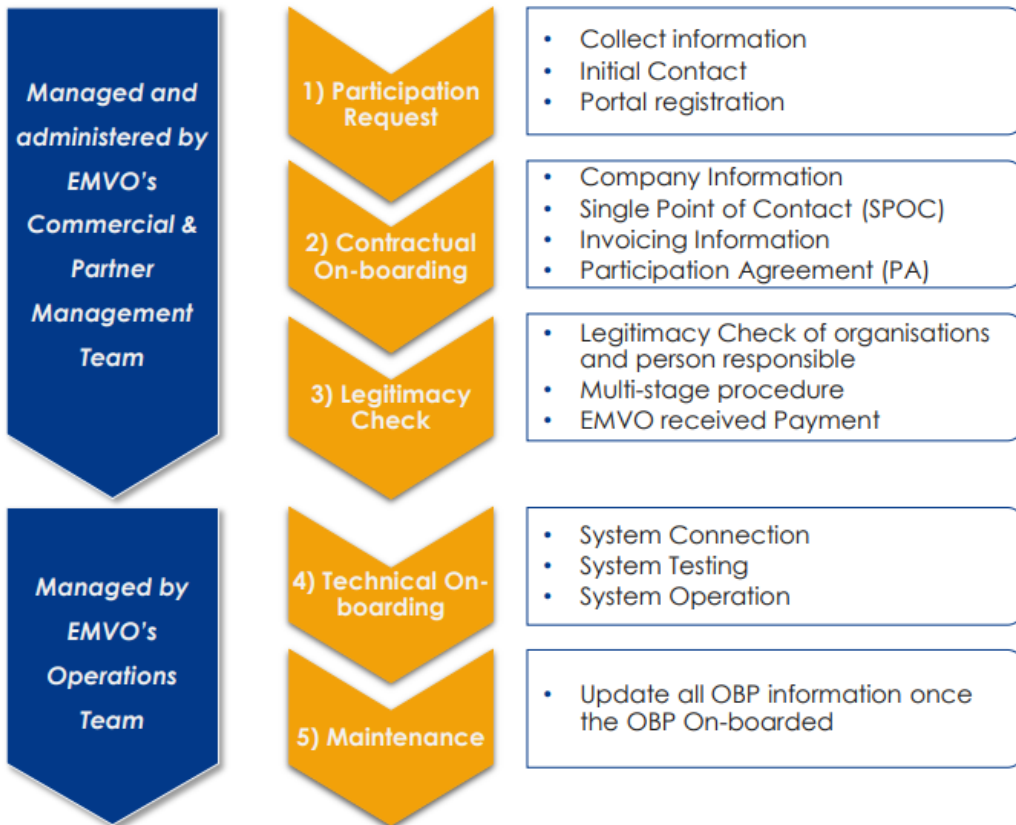 Managed and
administered by
EMVO's
Commercial &
Partner
Management
Team
1) Participation
Request
• Collect information
• Initial Contact
• Portal registration
2) Contractual
On-boarding
• Company Information
• Single Point of Contact (SPOC)
• Invoicing Information
• Participation Agreement (PA)
3) Legitimacy
Check
• Legitimacy Check of organisations
and person responsible
• Multi-stage procedure
• EMVO received Payment
Managed by
EMVO's
Operations
Team
4) Technical On-
boarding
• System Connection
• System Testing
• System Operation
5) Maintenance
• Update all OBP information once
the OBP On-boarded